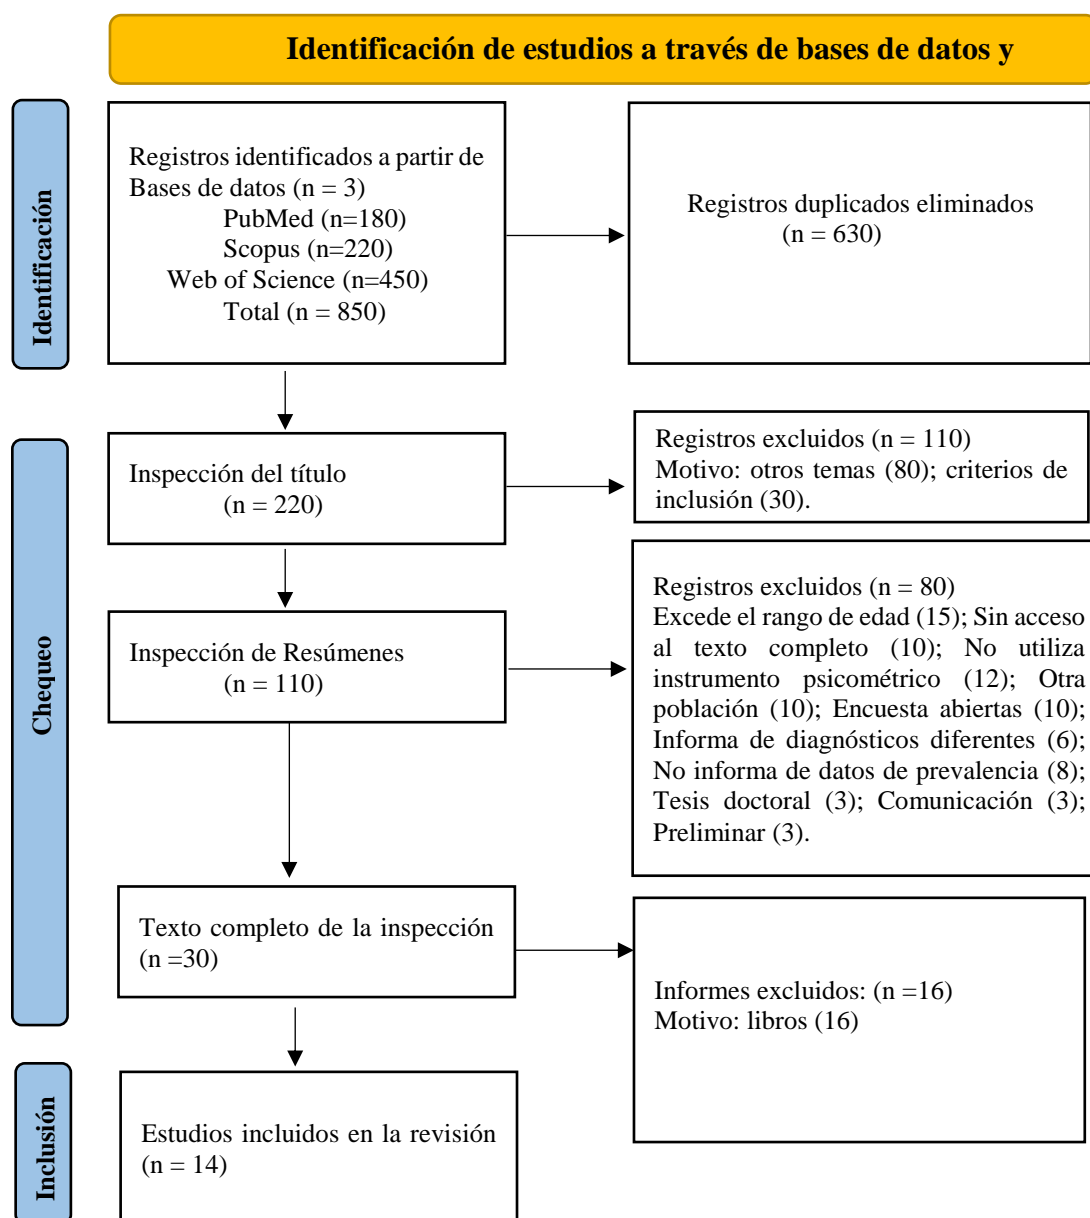 Identificación de estudios a través de bases de datos y
Identificación
Registros identificados a partir de
Bases de datos (n = 3)
PubMed (n=180)
Scopus (n=220)
Web of Science (n=450)
Total (n = 850)
Registros duplicados eliminados
(n = 630)
Chequeo
Inspección del título
(n = 220)
Registros excluidos (n = 110)
Motivo: otros temas (80); criterios de
inclusión (30).
Inspección de Resúmenes
(n = 110)
Registros excluidos (n = 80)
Excede el rango de edad (15); Sin acceso
al texto completo (10); No utiliza
instrumento psicométrico (12); Otra
población (10); Encuesta abiertas (10);
Informa de diagnósticos diferentes (6);
No informa de datos de prevalencia (8);
Tesis doctoral (3); Comunicación (3);
Preliminar (3).
Texto completo de la inspección
(n =30)
Informes excluidos: (n =16)
Motivo: libros (16)
Inclusión
Estudios incluidos en la revisión
(n = 14)